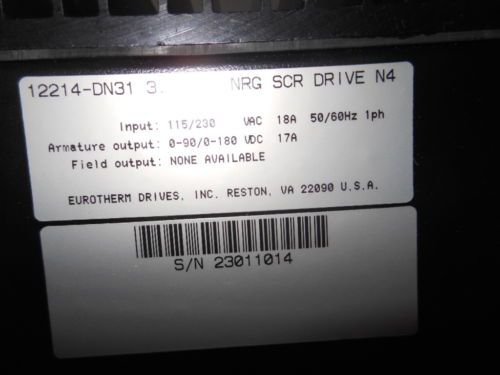 12214-DN31 3. NRG SCR DRIVE N4
Input: 115/230 VAC 18A 50/60Hz 1ph
Armature output: 0-90/0-180 VDC 17A
Field output: NONE AVAILABLE
EUROTHERM DRIVES, INC. RESTON, VA 22090 U.S.A.
S/N 23011014